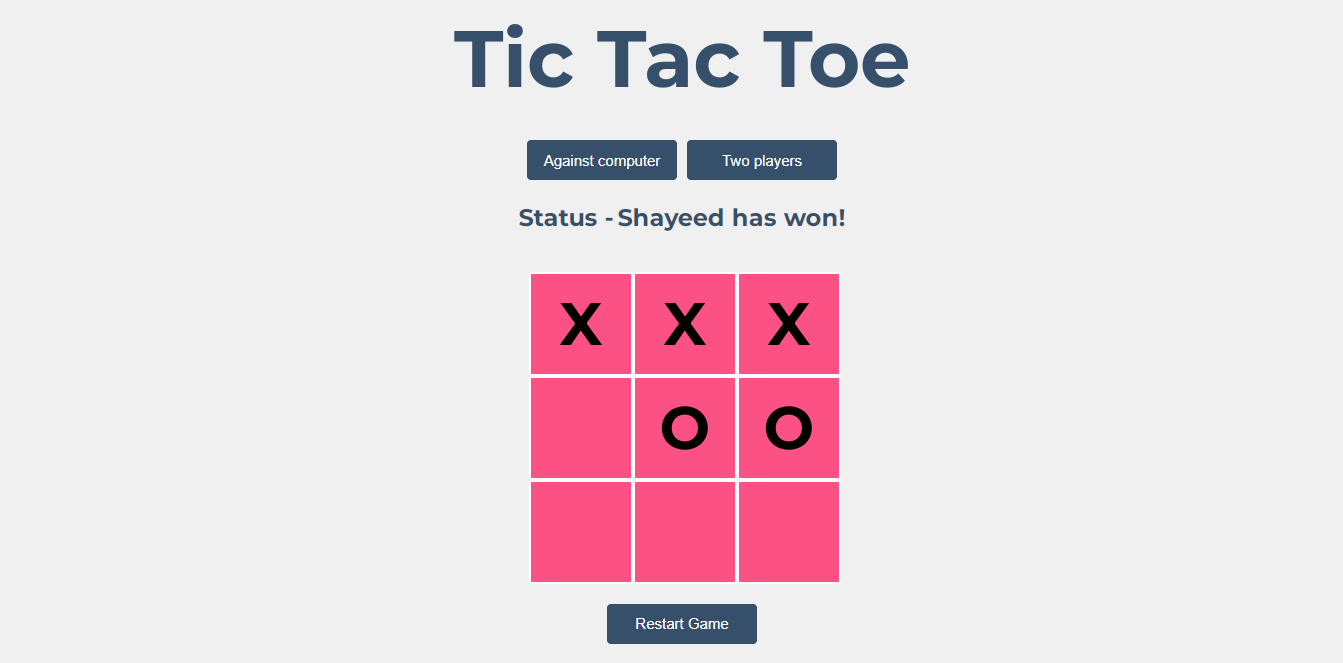 Tic Tac Toe
Against computer Two players
Status - Shayeed has won!
X X X
O O
Restart Game